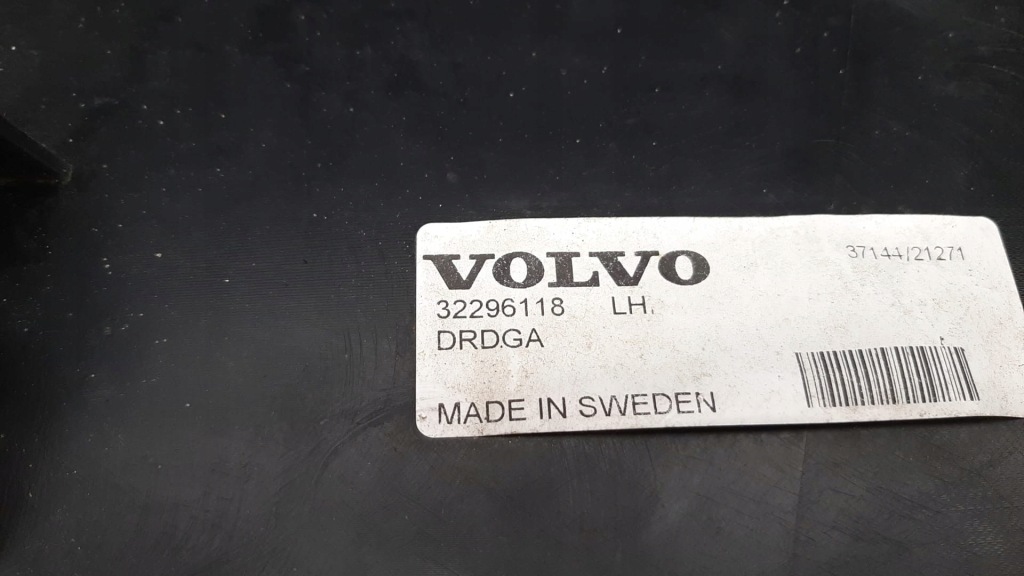 VOLVO
37144/21271
32296118 LH.
DRDGA
MADE IN SWEDEN